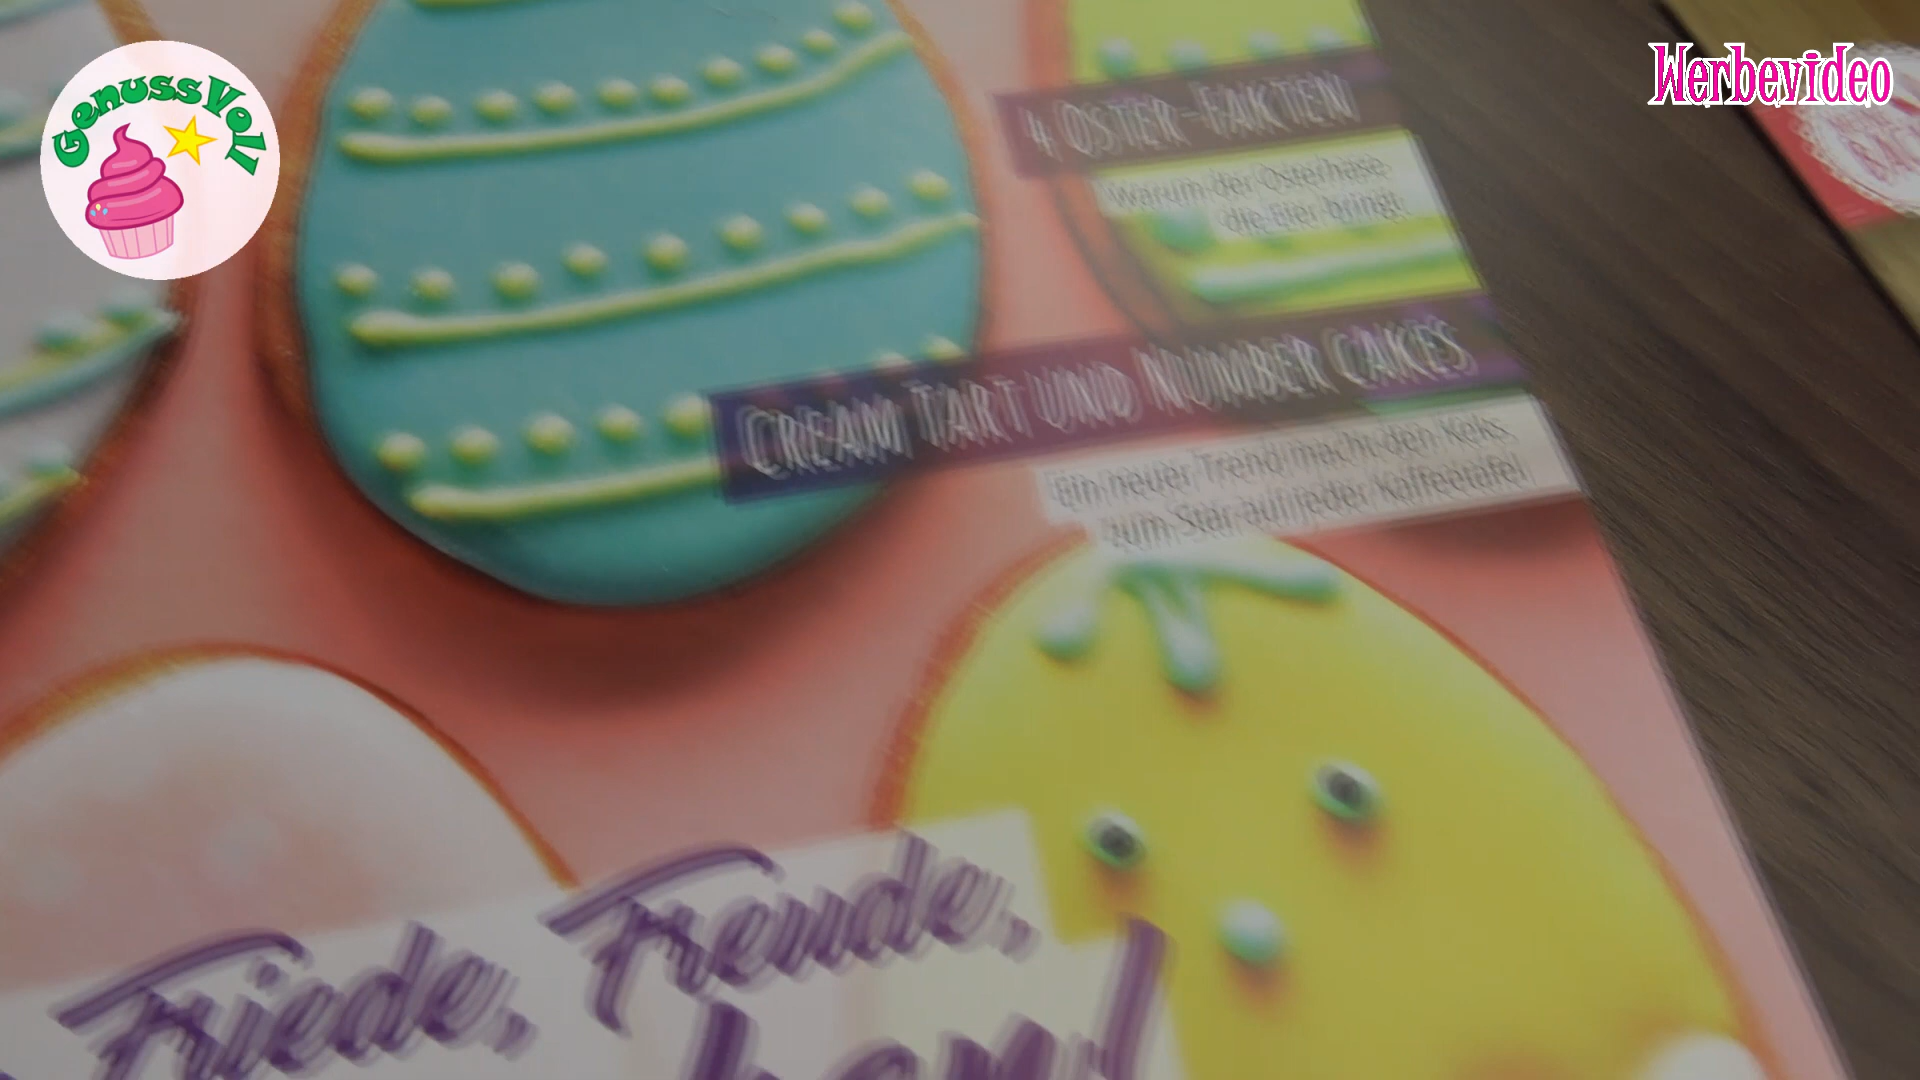 GenussVoll
Werbevideo
4 OSTER-FAKTEN
Warum der Osterhase
die Eier bringt
CREAM TART UND NUMBER CAKES
Ein neuer Trend macht den Keks
zum Star auf jeder Kaffeetafel
Friede, Freude,